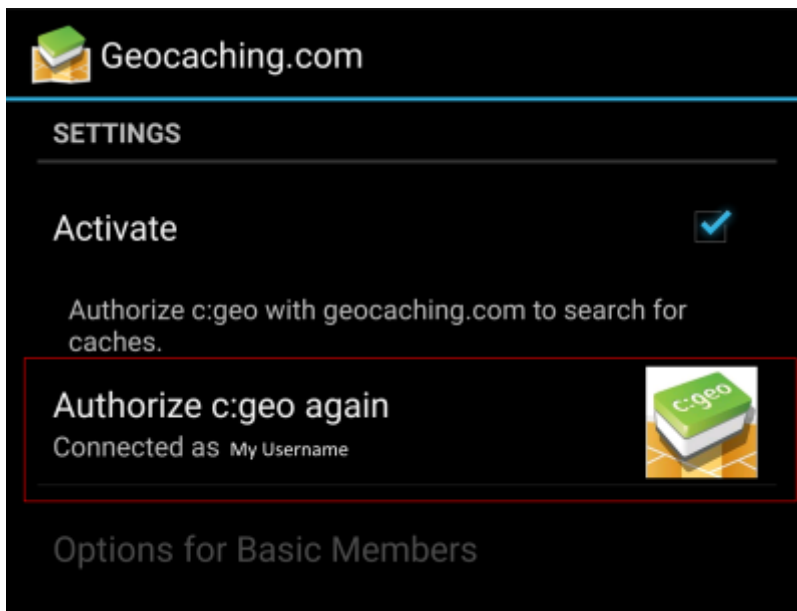 Geocaching.com
SETTINGS
Activate
Authorize c:geo with geocaching.com to search for
caches.
Authorize c:geo again
c:geo
Connected as My Username
Options for Basic Members